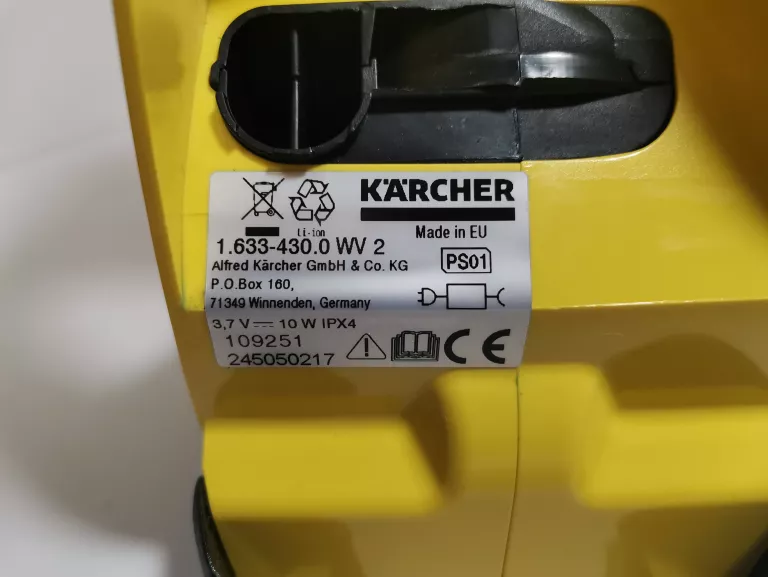 KÄRCHER
Li-ion
Made in EU
1.633-430.0 WV 2
Alfred Kärcher GmbH & Co. KG
PS01
P.O.Box 160,
71349 Winnenden, Germany
3,7 V 10 W IPX4
109251
245050217
CE